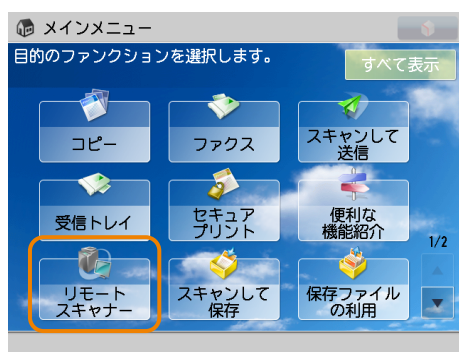 メインメニュー
目的のファンクションを選択します。
すべて表示
コピー
ファクス
スキャンして
送信
受信トレイ
セキュア
プリント
便利な
機能紹介
1/2
リモート
スキャナー
スキャンして
保存
保存ファイル
の利用